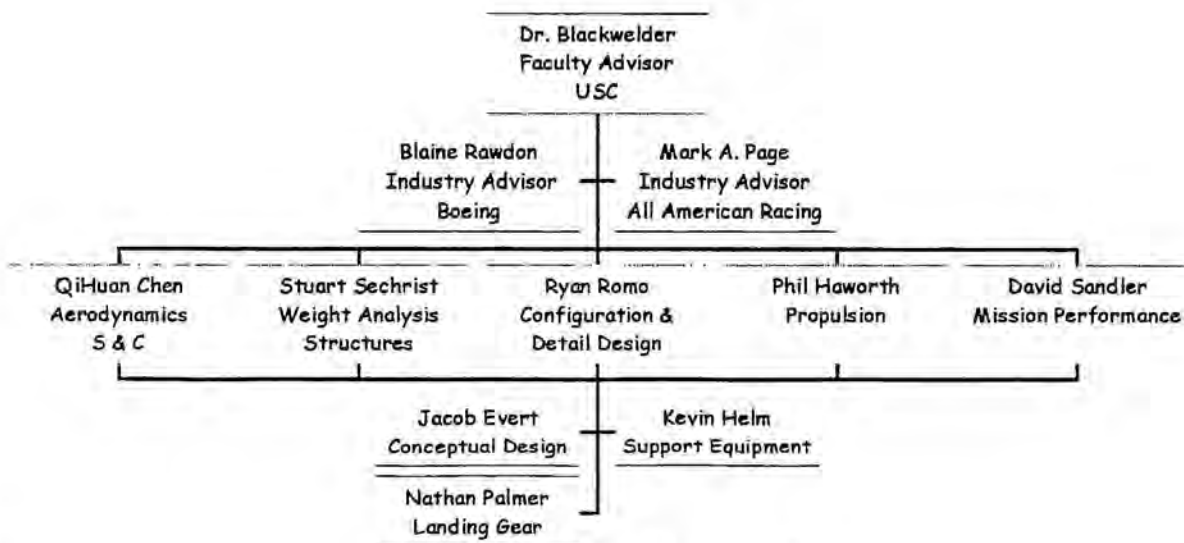 Dr. Blackwelder
Faculty Advisor
USC
Blaine Rawdon
Industry Advisor
Boeing
Mark A. Page
Industry Advisor
All American Racing
QiHuan Chen
Aerodynamics
S & C
Stuart Sechrist
Weight Analysis
Structures
Ryan Romo
Configuration &
Detail Design
Phil Haworth
Propulsion
David Sandler
Mission Performance
Jacob Evert
Conceptual Design
Kevin Helm
Support Equipment
Nathan Palmer
Landing Gear